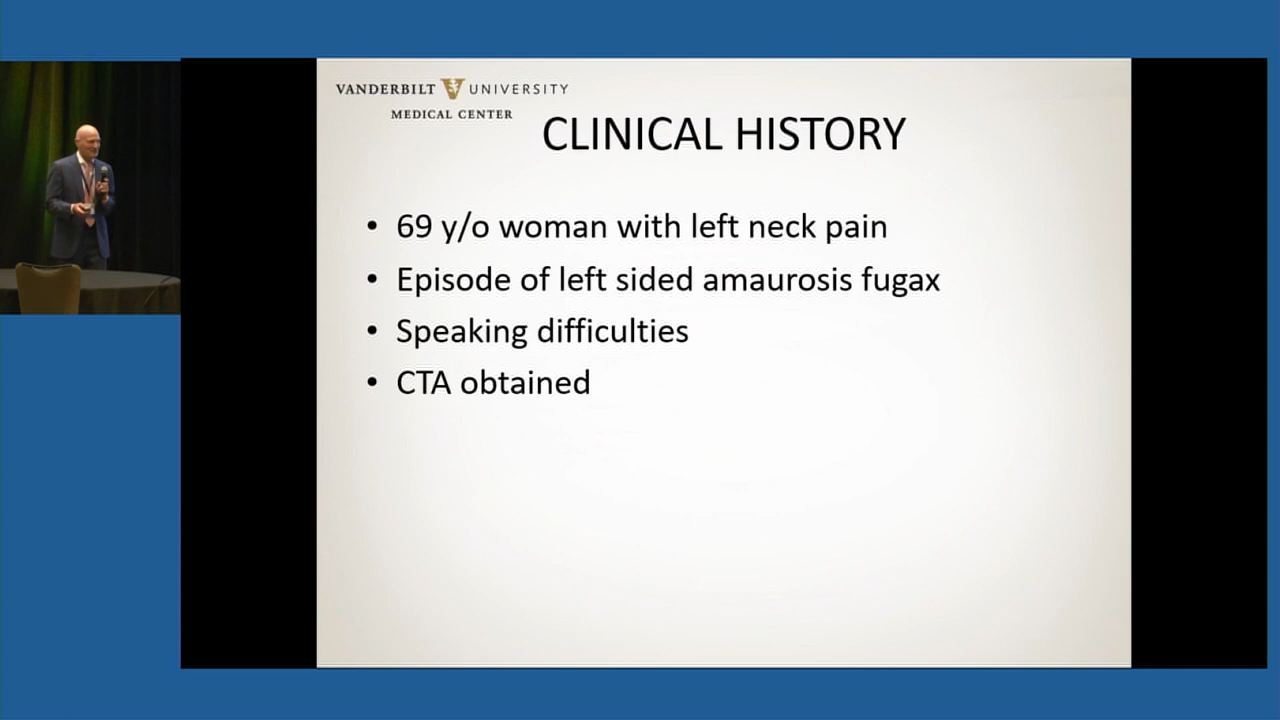 VANDERBILT UNIVERSITY
MEDICAL CENTER
CLINICAL HISTORY
• 69 y/o woman with left neck pain
• Episode of left sided amaurosis fugax
• Speaking difficulties
• CTA obtained